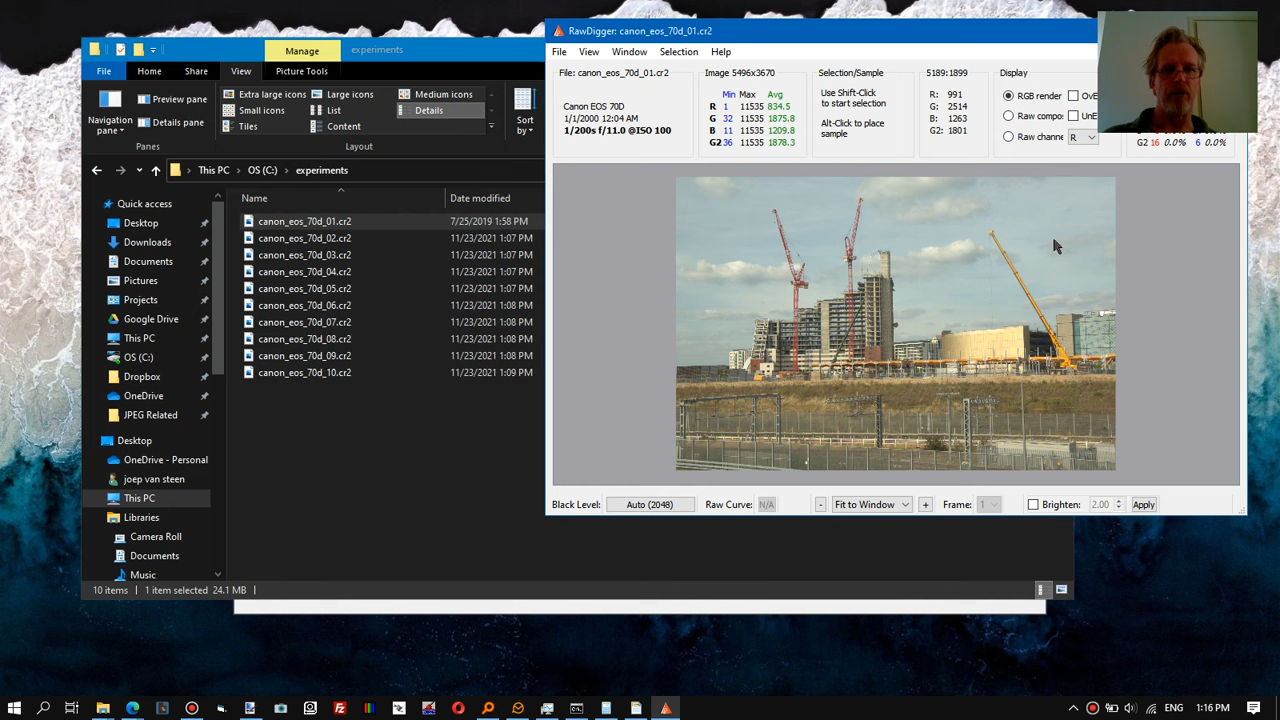 Manage
experiments
File
Home
Share
View
Picture Tools
Navigation pane
Preview pane
Details pane
Panes
Extra large icons
Large icons
Medium icons
Small icons
List
Details
Tiles
Content
Layout
Sort by
This PC
OS (C:)
experiments
Name
Date modified
Quick access
Desktop
Downloads
Documents
Pictures
Projects
Google Drive
This PC
OS (C:)
Dropbox
OneDrive
JPEG Related
Desktop
OneDrive - Personal
joep van steen
This PC
Libraries
Camera Roll
Documents
Music
canon_eos_70d_01.cr2 7/25/2019 1:58 PM
canon_eos_70d_02.cr2 11/23/2021 1:07 PM
canon_eos_70d_03.cr2 11/23/2021 1:07 PM
canon_eos_70d_04.cr2 11/23/2021 1:07 PM
canon_eos_70d_05.cr2 11/23/2021 1:07 PM
canon_eos_70d_06.cr2 11/23/2021 1:08 PM
canon_eos_70d_07.cr2 11/23/2021 1:08 PM
canon_eos_70d_08.cr2 11/23/2021 1:08 PM
canon_eos_70d_09.cr2 11/23/2021 1:08 PM
canon_eos_70d_10.cr2 11/23/2021 1:09 PM
10 items 1 item selected 24.1 MB
RawDigger: canon_eos_70d_01.cr2
File View Window Selection Help
File: canon_eos_70d_01.cr2
Canon EOS 70D
1/1/2000 12:04 AM
1/200s f/11.0 @ISO 100
Image 5496x3670
Min Max Avg
R 1 11535 834.5
G 32 11535 1875.8
B 11 11535 1209.8
G2 36 11535 1878.3
Selection/Sample
Use Shift-Click
to start selection
Alt-Click to place
sample
5189:1899
R: 991
G: 2514
B: 1263
G2: 1801
Display
RGB render OvE
Raw compo: UnE
Raw channe R
G2 16 0.0% 6 0.0%
Black Level: Auto (2048) Raw Curve: N/A - Fit to Window + Frame: 1 Brighten: 2.00 Apply
ENG 1:16 PM